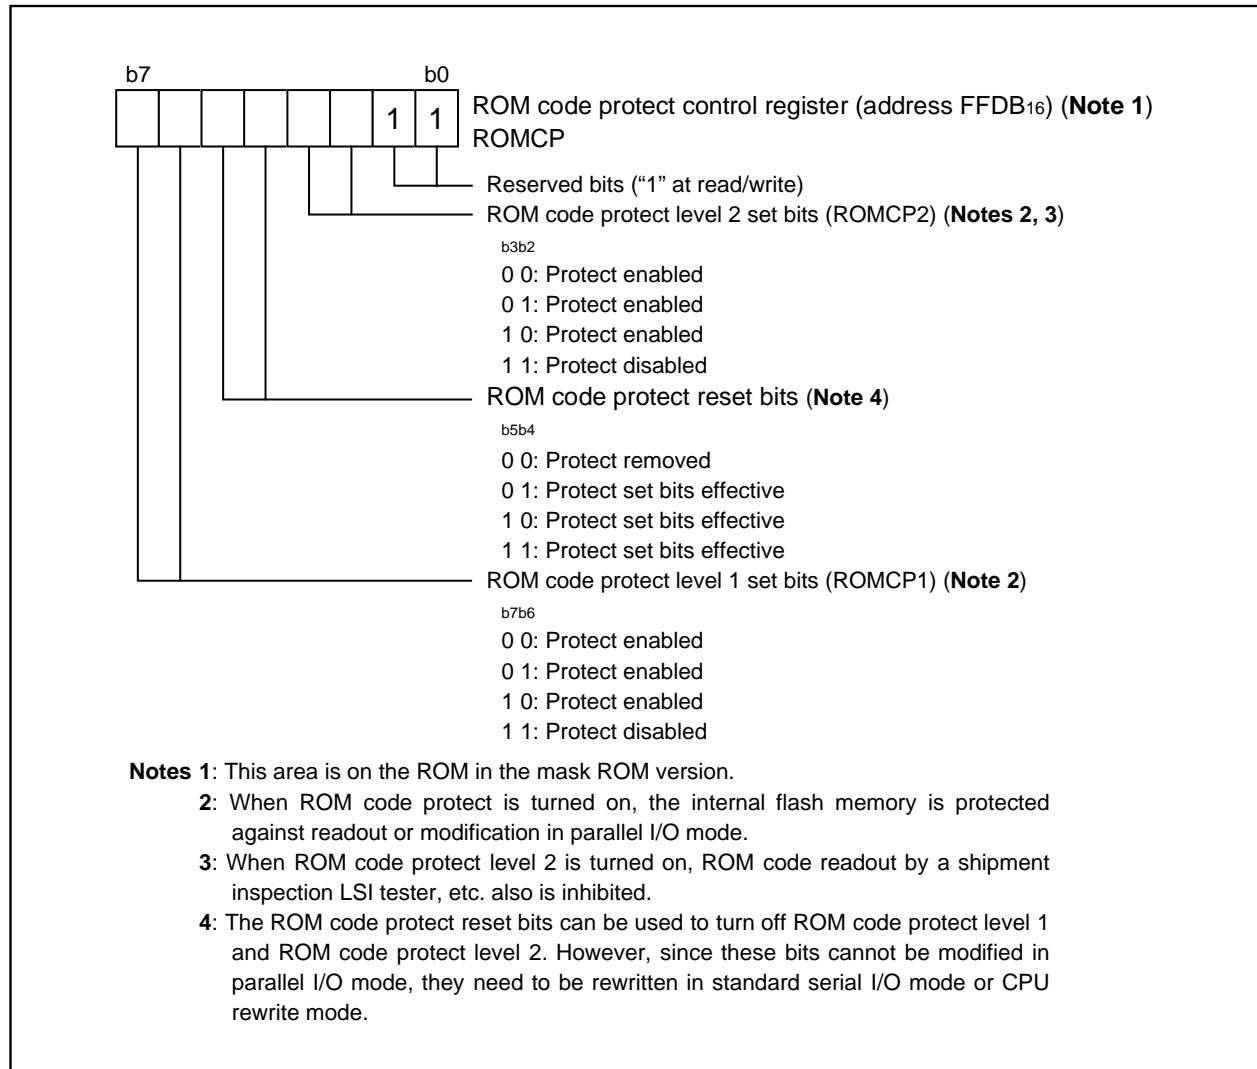 b7 b0
1 1 ROM code protect control register (address FFDB16) (Note 1)
ROMCP
Reserved bits (“1” at read/write)
ROM code protect level 2 set bits (ROMCP2) (Notes 2, 3)
b3b2
0 0: Protect enabled
0 1: Protect enabled
1 0: Protect enabled
1 1: Protect disabled
ROM code protect reset bits (Note 4)
b5b4
0 0: Protect removed
0 1: Protect set bits effective
1 0: Protect set bits effective
1 1: Protect set bits effective
ROM code protect level 1 set bits (ROMCP1) (Note 2)
b7b6
0 0: Protect enabled
0 1: Protect enabled
1 0: Protect enabled
1 1: Protect disabled
Notes 1: This area is on the ROM in the mask ROM version.
2: When ROM code protect is turned on, the internal flash memory is protected
against readout or modification in parallel I/O mode.
3: When ROM code protect level 2 is turned on, ROM code readout by a shipment
inspection LSI tester, etc. also is inhibited.
4: The ROM code protect reset bits can be used to turn off ROM code protect level 1
and ROM code protect level 2. However, since these bits cannot be modified in
parallel I/O mode, they need to be rewritten in standard serial I/O mode or CPU
rewrite mode.